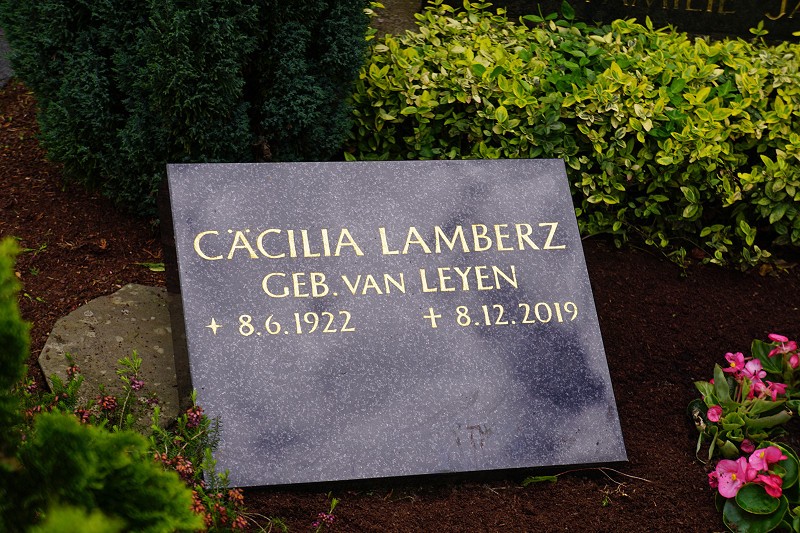 CÄCILIA LAMBERZ
GEB. VAN LEYEN
✦ 8.6.1922 ✝ 8.12.2019